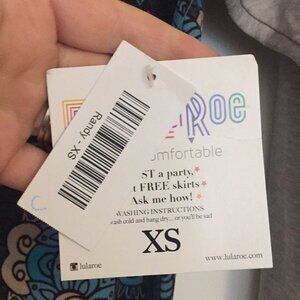 Roe
omfortable
ST a party,*
t FREE skirts *
Ask me how! *
WASHING INSTRUCTIONS
ash cold and hang dry... or you'll be sad
XS
lularoe
www.lularoe.com
Randy - XS